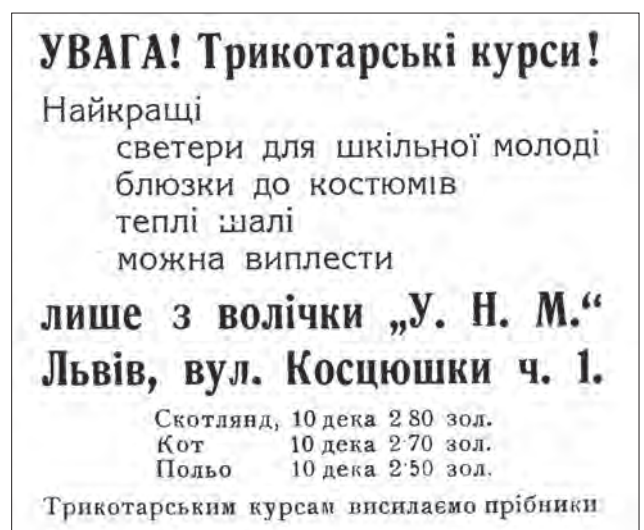 УВАГА! Трикотарські курси!
Найкращі
светери для шкільної молоді
блюзки до костюмів
теплі шалі
можна виплести
лише з волічки „У. Н. М.“
Львів, вул. Косцюшки ч. 1.
Скотлянд, 10 дека 2 80 зол.
Кот 10 дека 2·70 зол.
Польо 10 дека 2·50 зол.
Трикотарським курсам висилаємо прібники